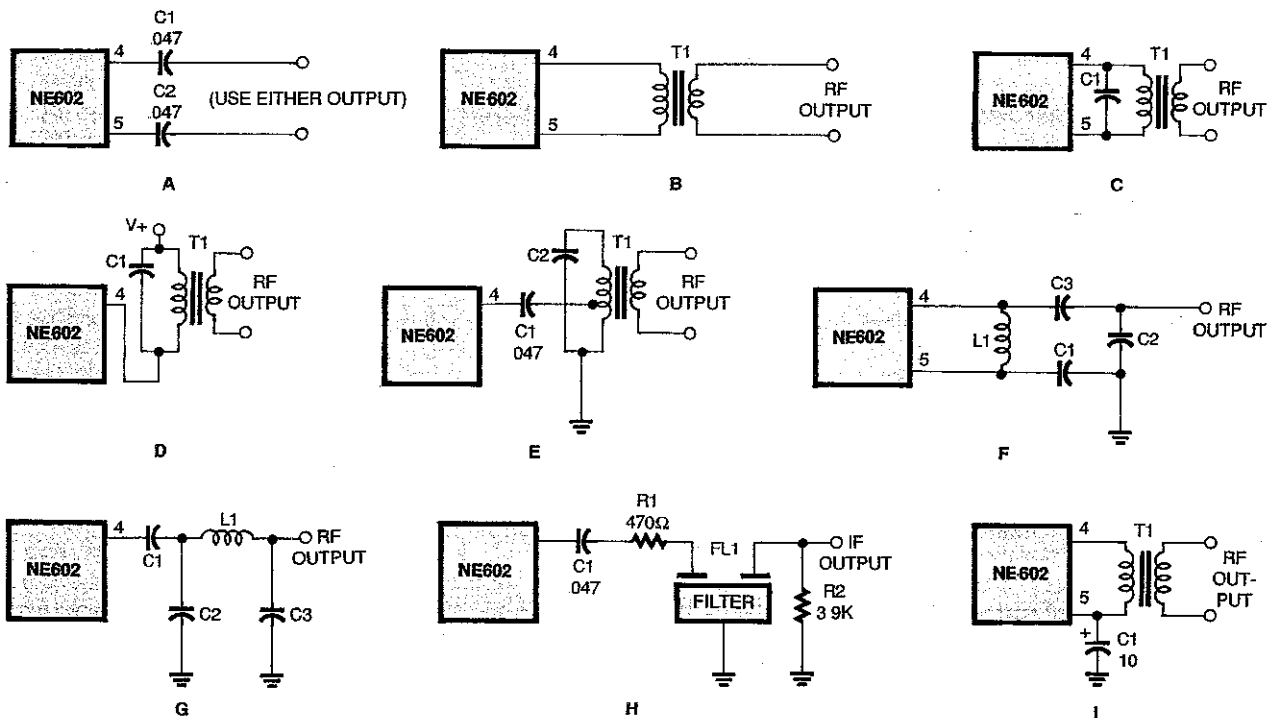 C1
.047
4
NE602
C2
.047
5
(USE EITHER OUTPUT)
A
4
T1
NE602
RF
OUTPUT
5
B
4
T1
C1
NE602
RF
OUTPUT
5
C
V+
T1
C1
4
RF
OUTPUT
NE602
D
C2
T1
4
RF
OUTPUT
NE602
C1
047
E
4
C3
RF
OUTPUT
NE602
L1
C2
5
C1
F
4
L1
RF
OUTPUT
C1
NE602
C2
C3
G
R1
470Ω
FL1
IF
OUTPUT
C1
.047
NE602
FILTER
R2
3 9K
H
4
T1
NE602
RF
OUT-
PUT
5
+
C1
10
I